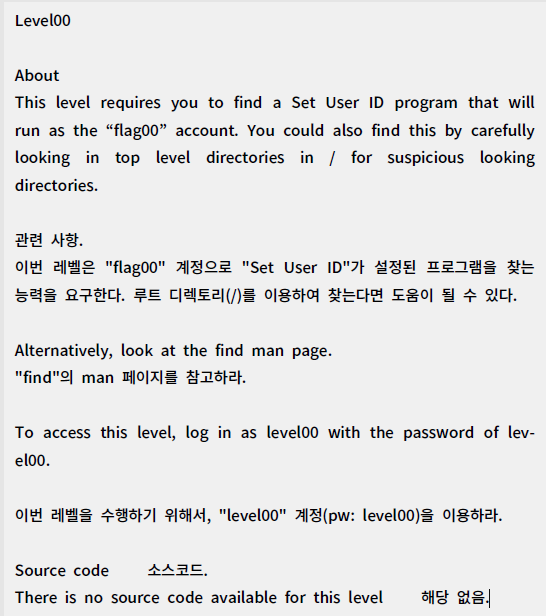 Level00
About
This level requires you to find a Set User ID program that will
run as the “flag00” account. You could also find this by carefully
looking in top level directories in / for suspicious looking
directories.
관련 사항.
이번 레벨은 "flag00" 계정으로 "Set User ID"가 설정된 프로그램을 찾는
능력을 요구한다. 루트 디렉토리(/)를 이용하여 찾는다면 도움이 될 수 있다.
Alternatively, look at the find man page.
"find"의 man 페이지를 참고하라.
To access this level, log in as level00 with the password of lev-
el00.
이번 레벨을 수행하기 위해서, "level00" 계정(pw: level00)을 이용하라.
Source code 소스코드.
There is no source code available for this level 해당 없음.